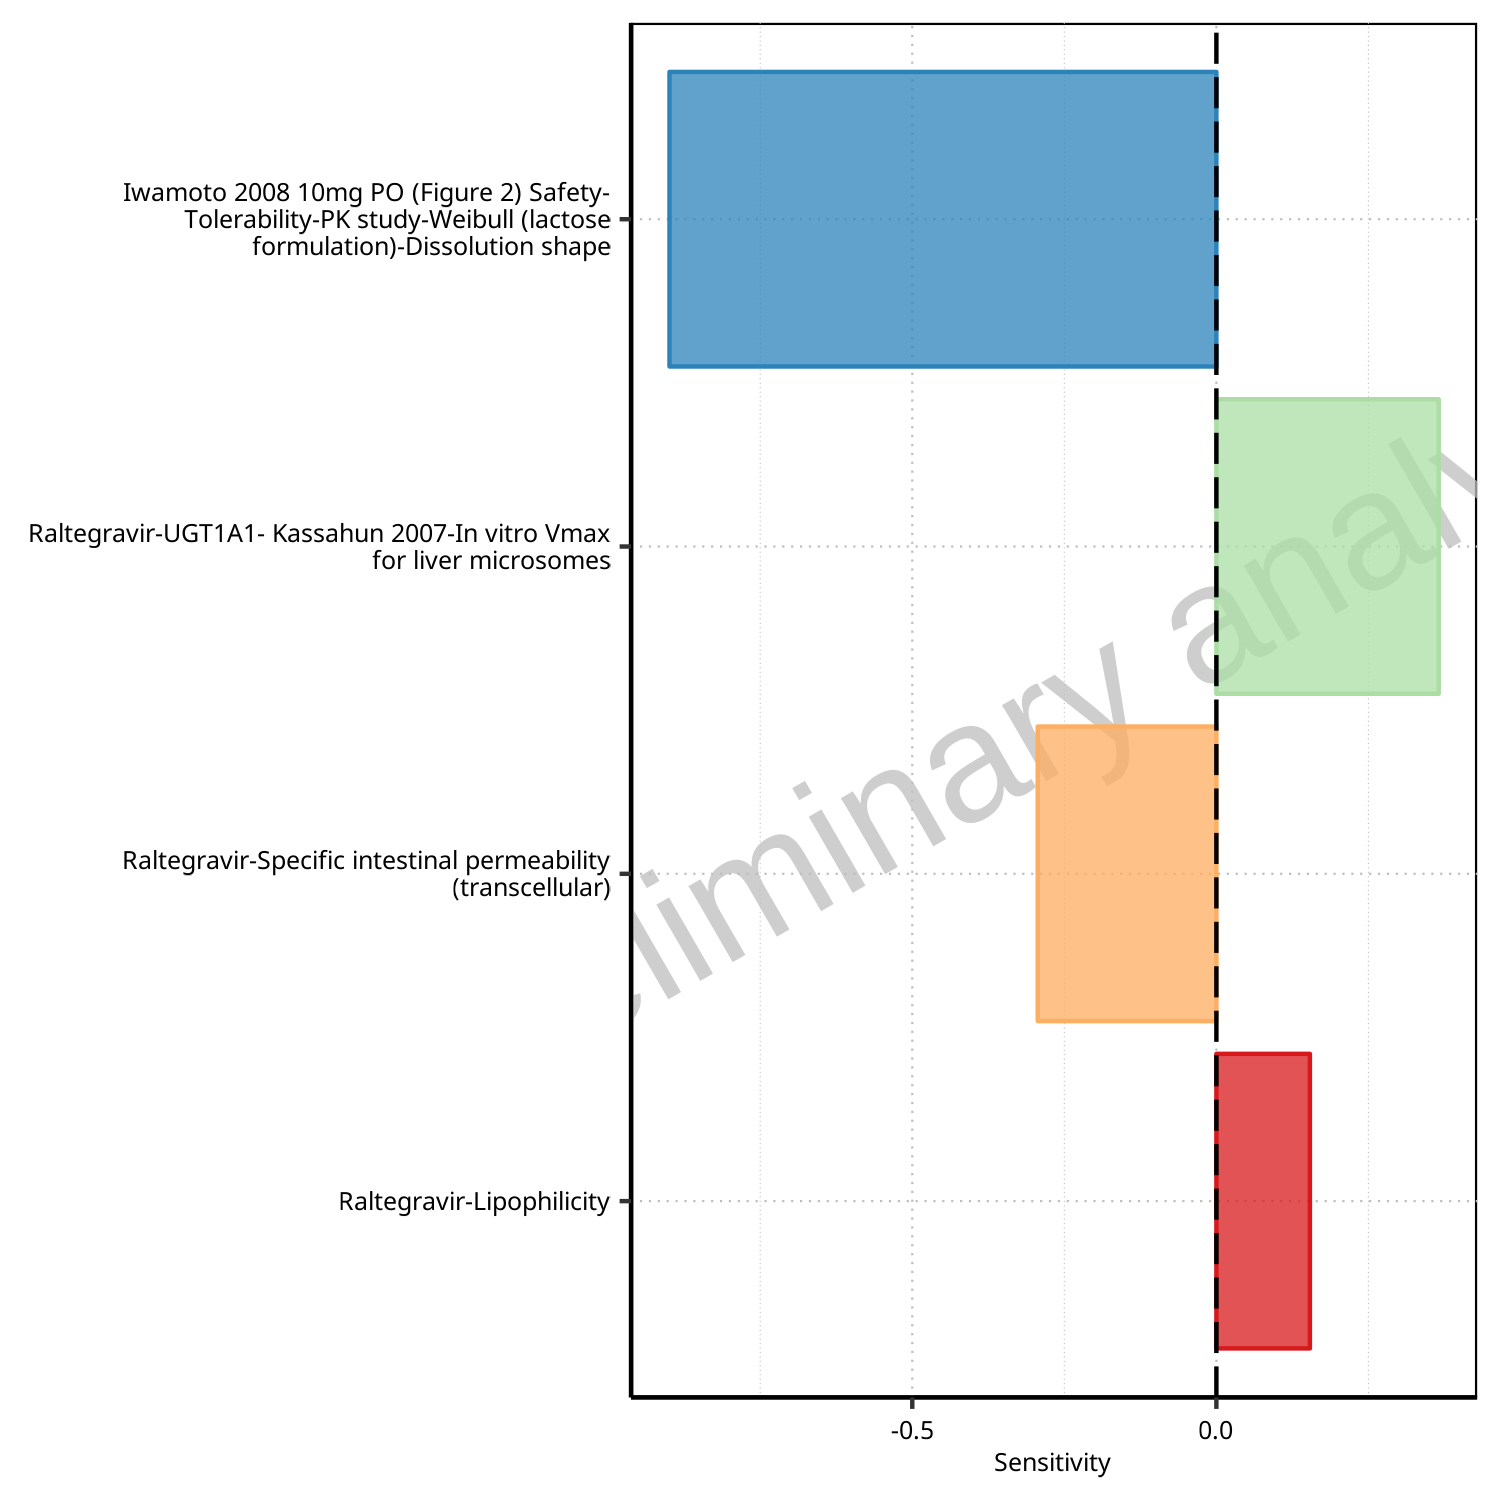 Iwamoto 2008 10mg PO (Figure 2) Safety-
Tolerability-PK study-Weibull (lactose
formulation)-Dissolution shape
Raltegravir-UGT1A1- Kassahun 2007-In vitro Vmax
for liver microsomes
Raltegravir-Specific intestinal permeability
(transcellular)
Raltegravir-Lipophilicity
-0.5
0.0
Sensitivity